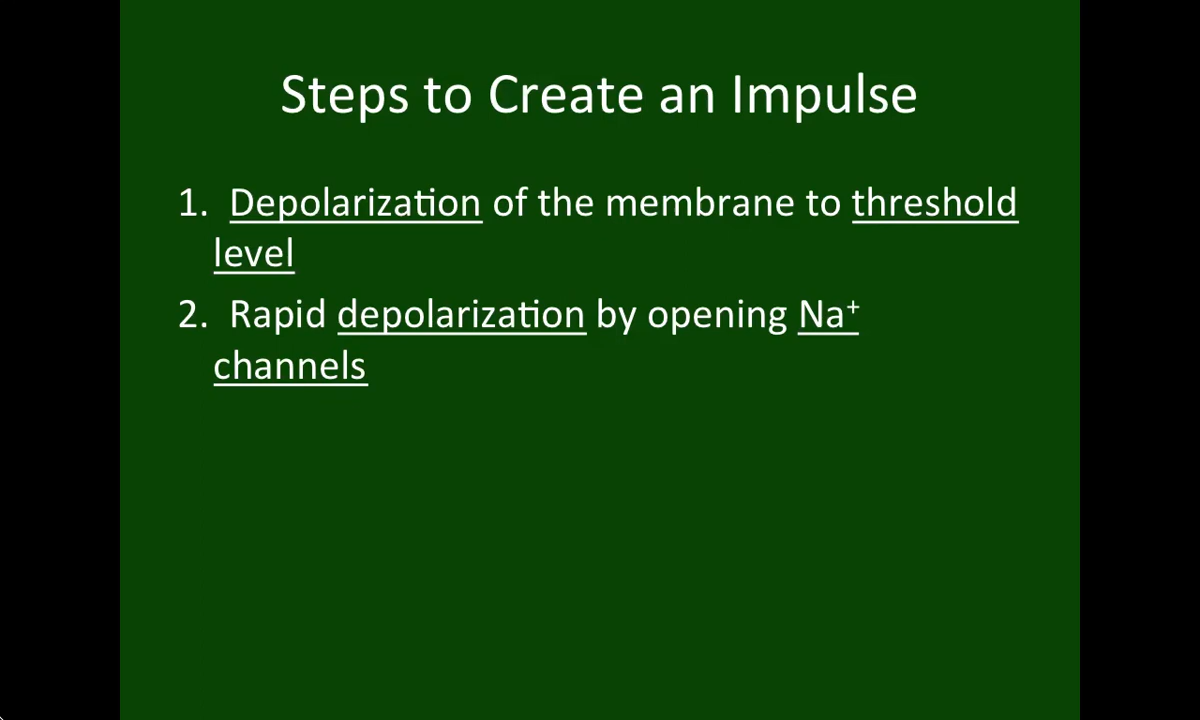 Steps to Create an Impulse
1. Depolarization of the membrane to threshold
level
2. Rapid depolarization by opening Na⁺
channels